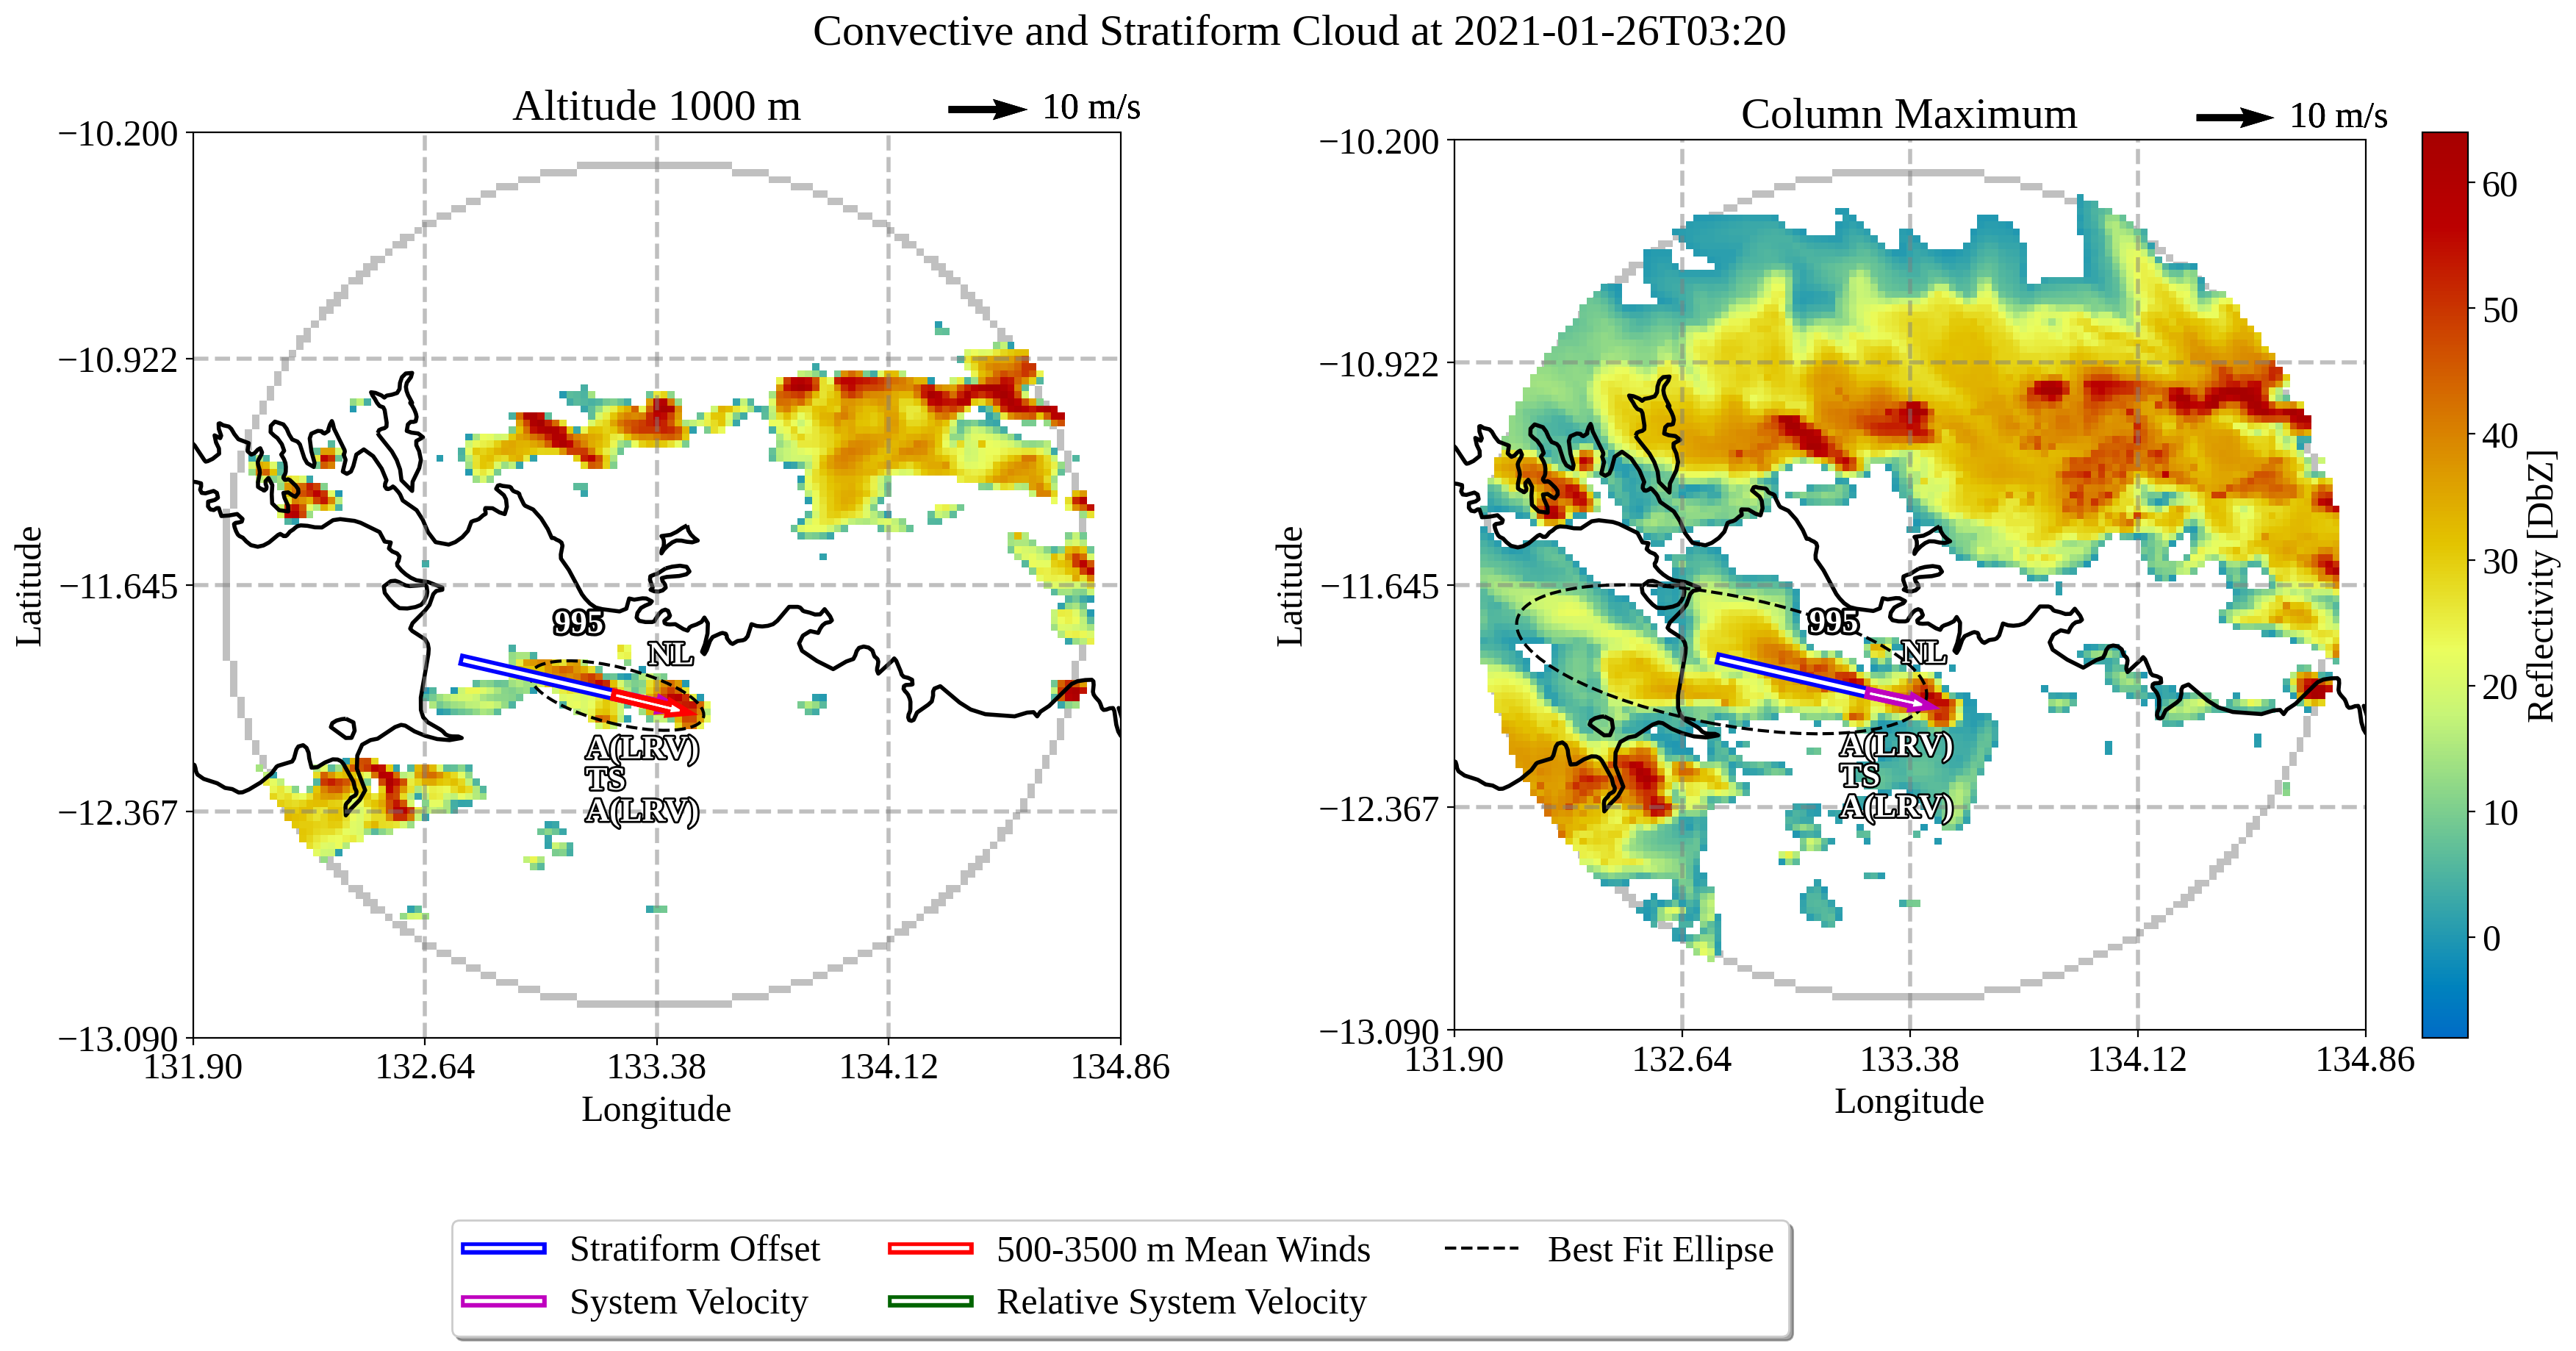 Convective and Stratiform Cloud at 2021-01-26T03:20
Altitude 1000 m
10 m/s
−10.200
−10.922
−11.645
−12.367
−13.090
131.90
132.64
133.38
134.12
134.86
Latitude
Longitude
995
NL
A(LRV)
TS
A(LRV)
Column Maximum
10 m/s
−10.200
−10.922
−11.645
−12.367
−13.090
131.90
132.64
133.38
134.12
134.86
Latitude
Longitude
995
NL
A(LRV)
TS
A(LRV)
60
50
40
30
20
10
0
Reflectivity [DbZ]
Stratiform Offset
500-3500 m Mean Winds
Best Fit Ellipse
System Velocity
Relative System Velocity